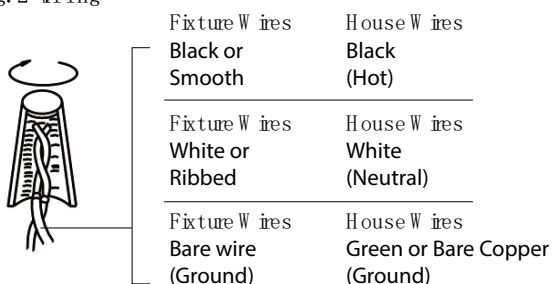 Fixture Wires House Wires
Black or Black
Smooth (Hot)
Fixture Wires House Wires
White or White
Ribbed (Neutral)
Fixture Wires House Wires
Bare wire Green or Bare Copper
(Ground) (Ground)